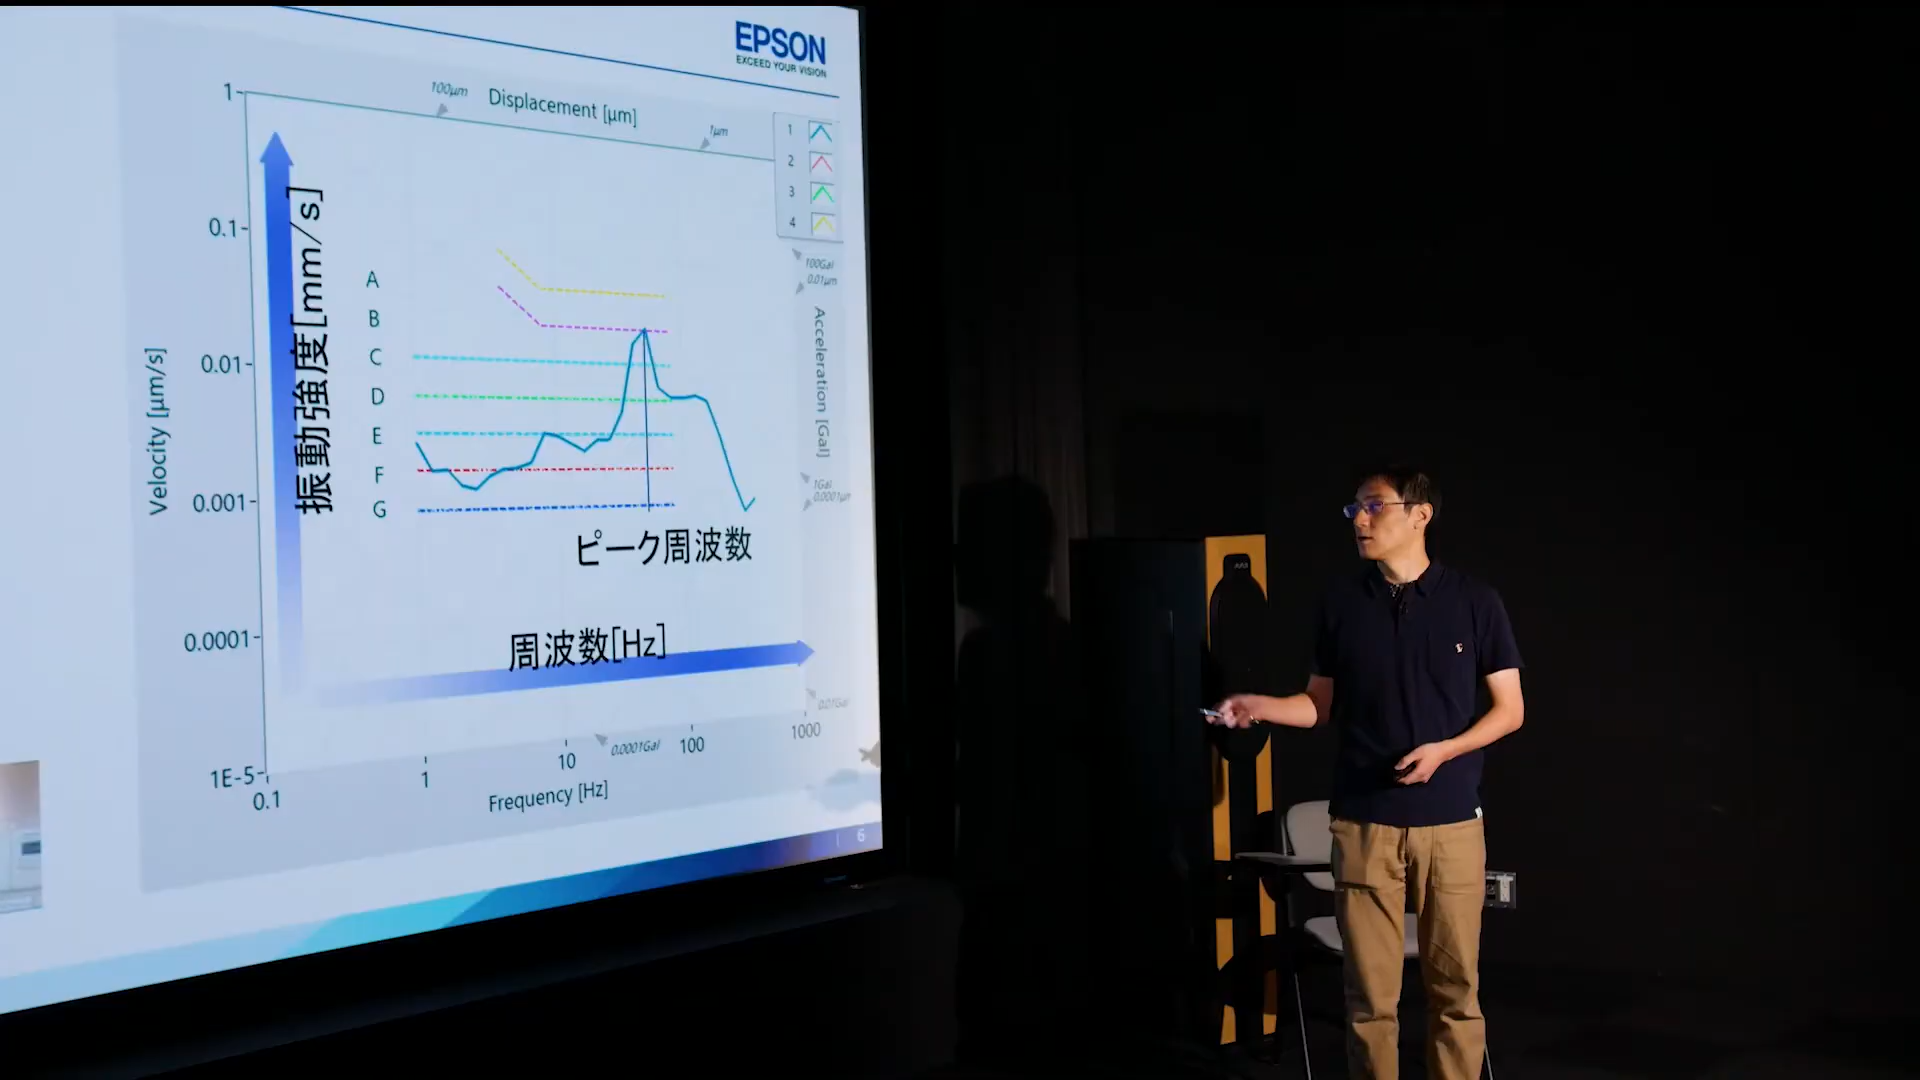 EPSON
EXCEED YOUR VISION
100μm
Displacement [μm]
1μm
1
2
3
4
1
0.1
0.01
0.001
0.0001
1E-5
Velocity [μm/s]
振動強度[mm/s]
A
B
C
D
E
F
G
100Gal
0.01μm
Acceleration [Gal]
1Gal
0.0001μm
ピーク周波数
周波数[Hz]
0.01Gal
0.0001Gal
0.1
1
10
100
1000
Frequency [Hz]
6